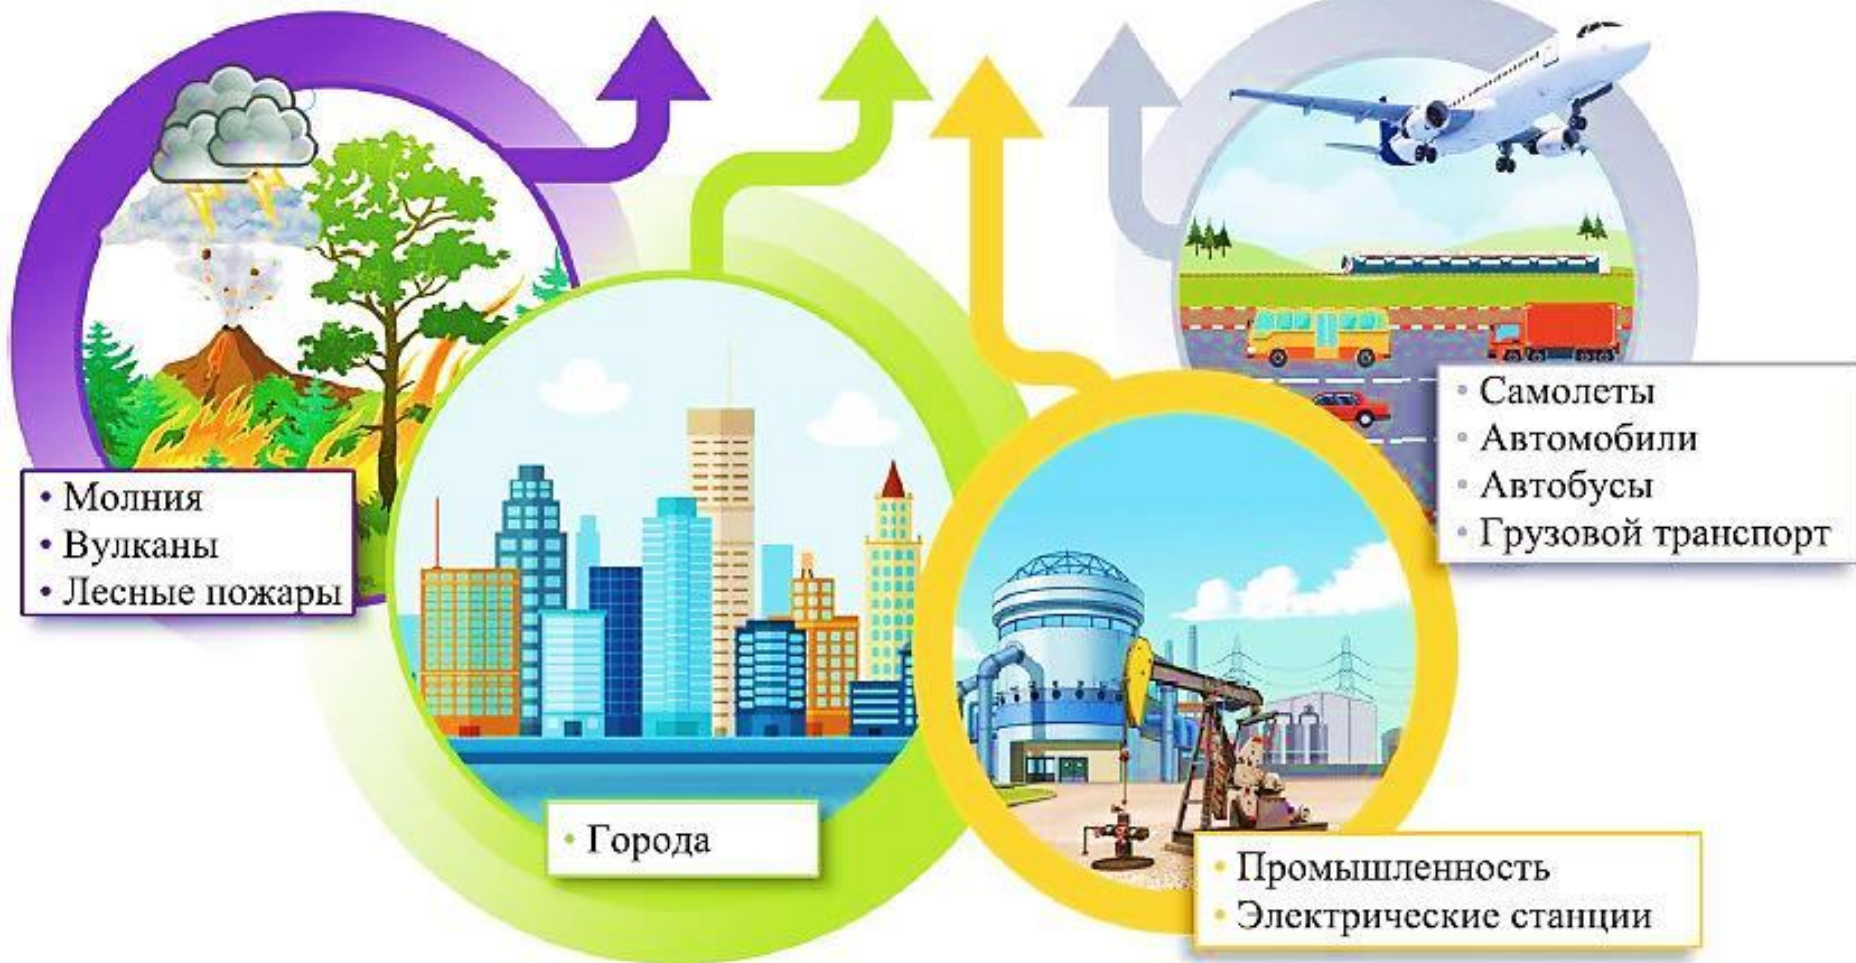 • Молния
• Вулканы
• Лесные пожары
• Города
• Самолеты
• Автомобили
• Автобусы
• Грузовой транспорт
• Промышленность
• Электрические станции